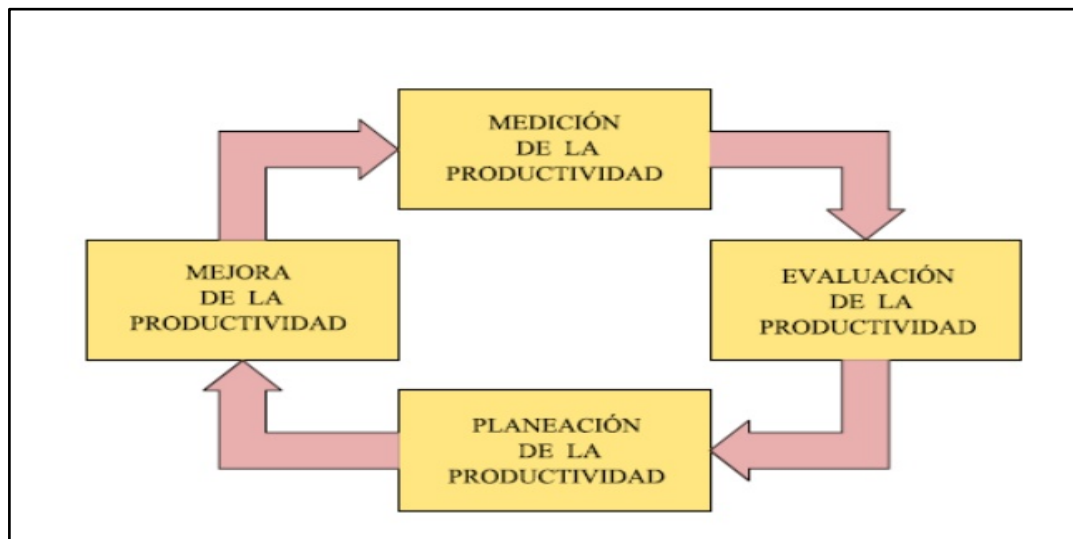 MEDICIÓN
DE LA
PRODUCTIVIDAD
EVALUACIÓN
DE LA
PRODUCTIVIDAD
PLANEACIÓN
DE LA
PRODUCTIVIDAD
MEJORA
DE LA
PRODUCTIVIDAD